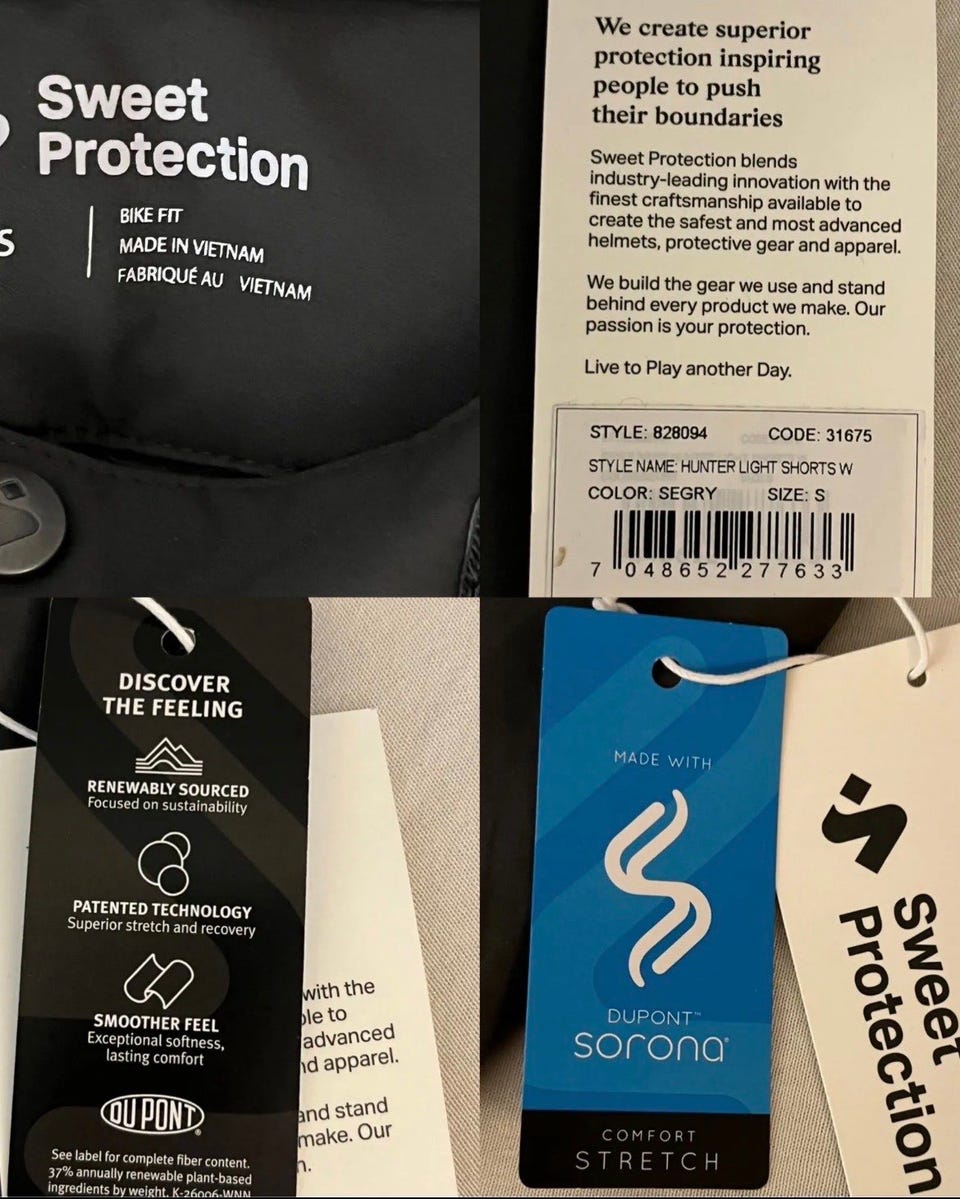 Sweet
Protection
S
BIKE FIT
MADE IN VIETNAM
FABRIQUÉ AU VIETNAM
We create superior
protection inspiring
people to push
their boundaries
Sweet Protection blends
industry-leading innovation with the
finest craftsmanship available to
create the safest and most advanced
helmets, protective gear and apparel.
We build the gear we use and stand
behind every product we make. Our
passion is your protection.
Live to Play another Day.
STYLE: 828094 CODE: 31675
STYLE NAME: HUNTER LIGHT SHORTS W
COLOR: SEGRY SIZE: S
7 048652 277633
DISCOVER
THE FEELING
RENEWABLY SOURCED
Focused on sustainability
PATENTED TECHNOLOGY
Superior stretch and recovery
SMOOTHER FEEL
Exceptional softness,
lasting comfort
DUPONT
See label for complete fiber content.
37% annually renewable plant-based
ingredients by weight. K-26006-WNN
with the
to
advanced
apparel.
and stand
make. Our
MADE WITH
DUPONT™
sorona®
COMFORT
STRETCH
Sweet
Protection